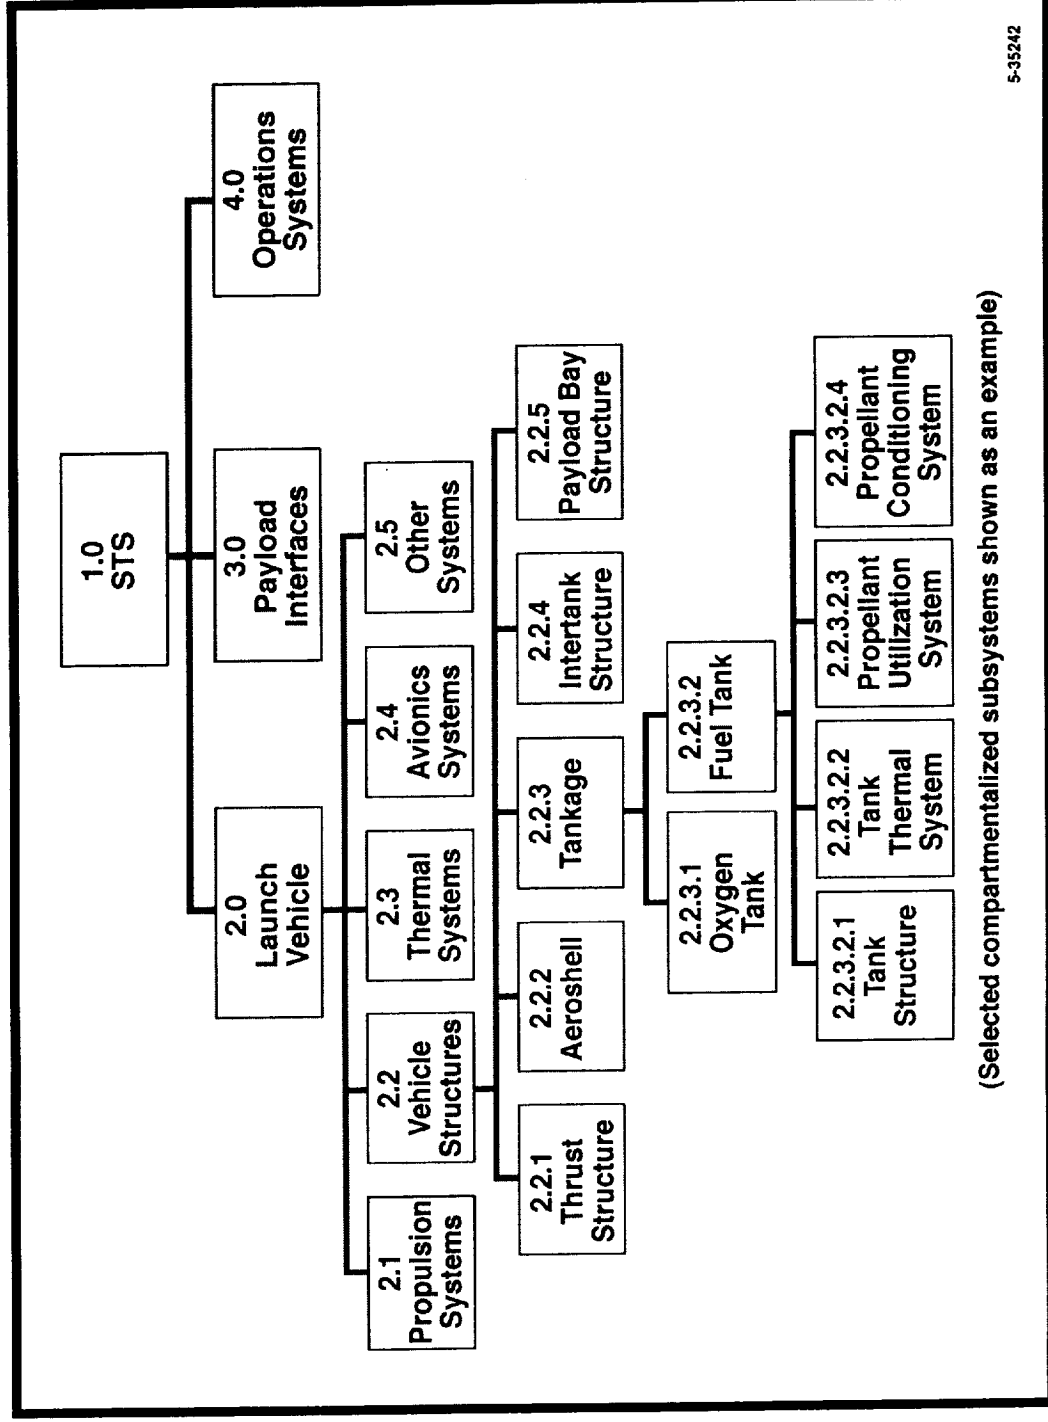 1.0
STS
2.0
Launch
Vehicle
3.0
Payload
Interfaces
4.0
Operations
Systems
2.1
Propulsion
Systems
2.2
Vehicle
Structures
2.3
Thermal
Systems
2.4
Avionics
Systems
2.5
Other
Systems
2.2.1
Thrust
Structure
2.2.2
Aeroshell
2.2.3
Tankage
2.2.4
Intertank
Structure
2.2.5
Payload Bay
Structure
2.2.3.1
Oxygen
Tank
2.2.3.2
Fuel Tank
2.2.3.2.1
Tank
Structure
2.2.3.2.2
Tank
Thermal
System
2.2.3.2.3
Propellant
Utilization
System
2.2.3.2.4
Propellant
Conditioning
System
(Selected compartmentalized subsystems shown as an example)
5-35242